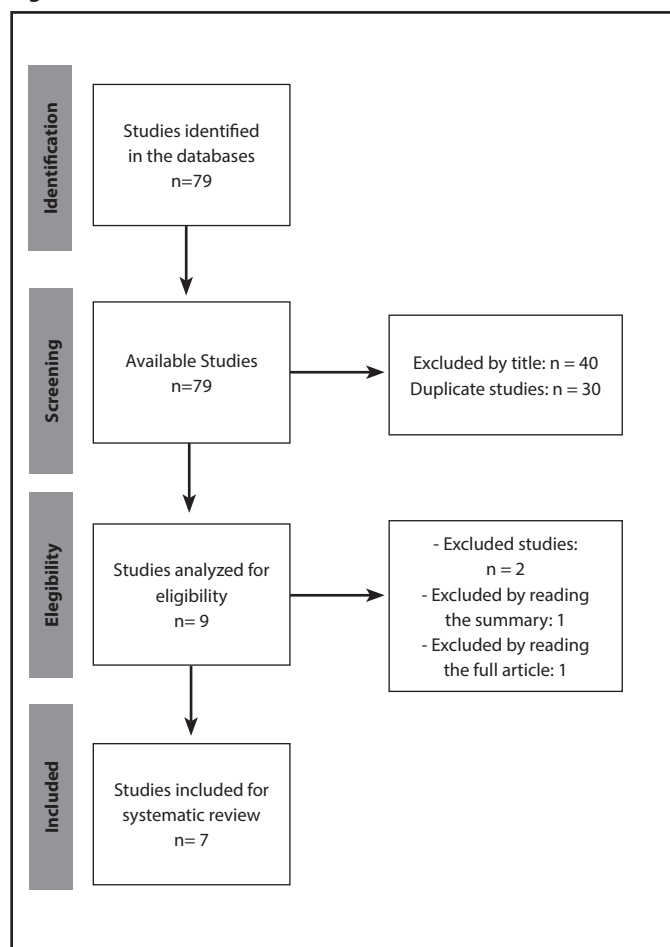 Identification
Studies identified
in the databases
n=79
Screening
Available Studies
n=79
Excluded by title: n = 40
Duplicate studies: n = 30
Elegibility
Studies analyzed for
eligibility
n= 9
- Excluded studies:
n = 2
- Excluded by reading
the summary: 1
- Excluded by reading
the full article: 1
Included
Studies included for
systematic review
n= 7